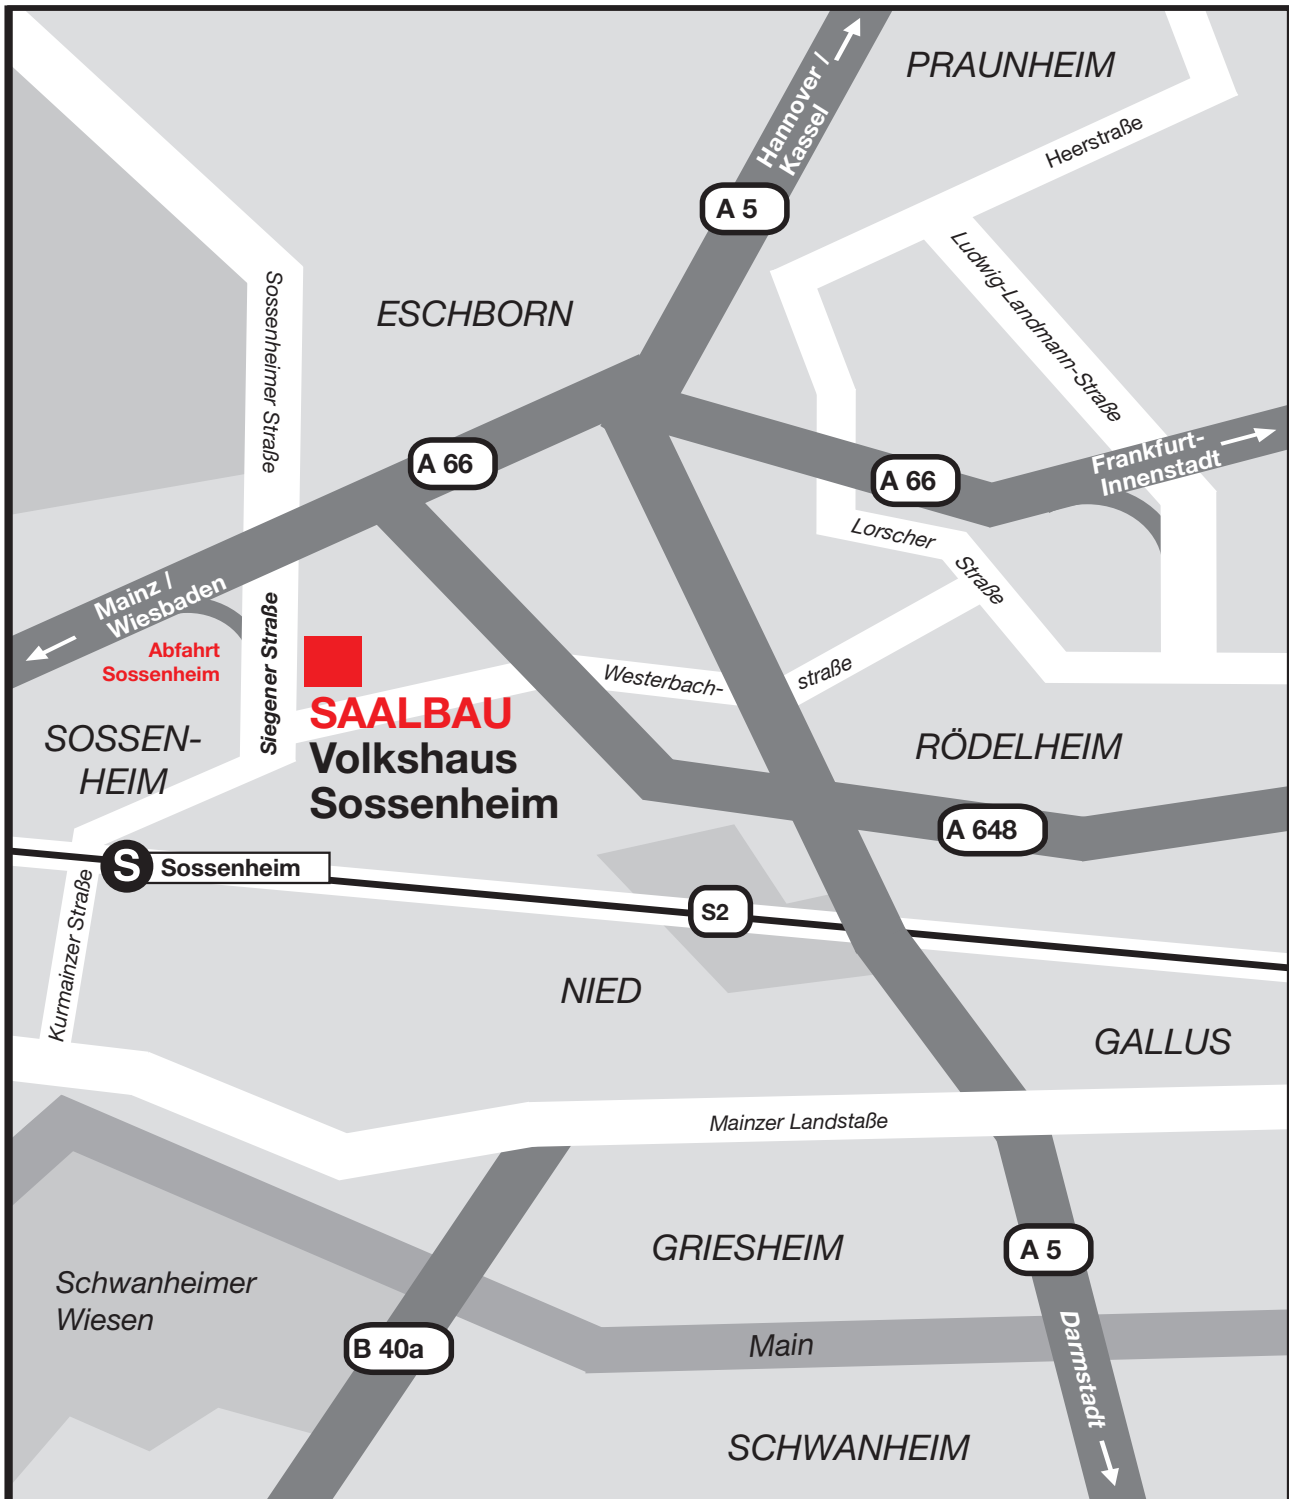 PRAUNHEIM
Hannover /
Kassel
Heerstraße
A 5
Ludwig-Landmann-Straße
Sossenheimer Straße
ESCHBORN
A 66
A 66
Frankfurt-
Innenstadt
Lorscher
Straße
Mainz /
Wiesbaden
Abfahrt
Sossenheim
Siegener Straße
Westerbach-
straße
SAALBAU
Volkshaus
Sossenheim
SOSSEN-
HEIM
RÖDELHEIM
A 648
S
Sossenheim
Kurmainzer Straße
S2
NIED
GALLUS
Mainzer Landstaße
GRIESHEIM
A 5
Schwanheimer
Wiesen
B 40a
Main
Darmstadt
SCHWANHEIM